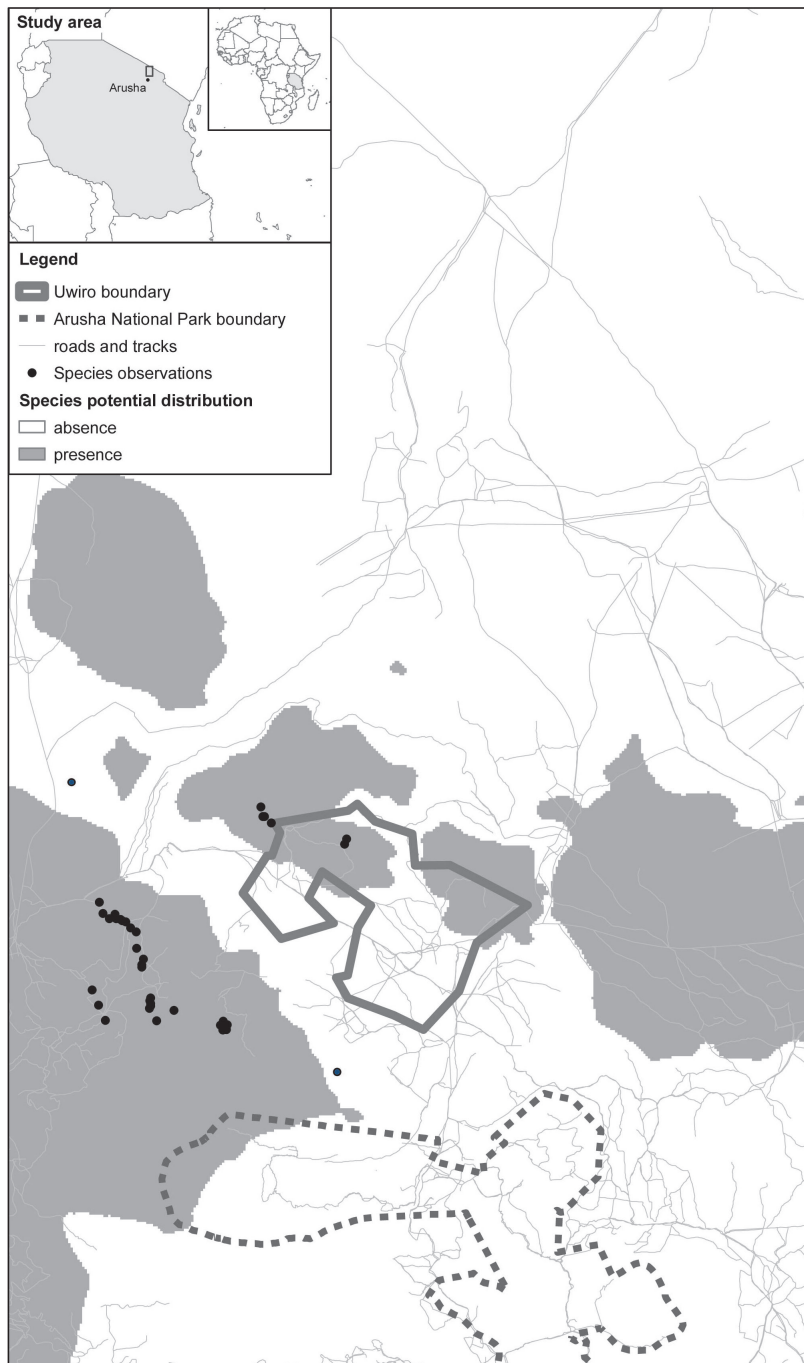 Study area
Arusha
Legend
Uwiro boundary
Arusha National Park boundary
roads and tracks
Species observations
Species potential distribution
absence
presence